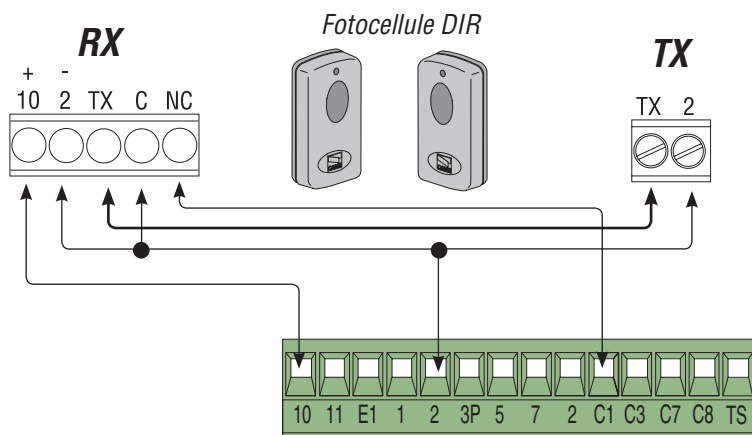 Fotocellule DIR
RX
TX
+ -
10 2 TX C NC
TX 2
10 11 E1 1 2 3P 5 7 2 C1 C3 C7 C8 TS